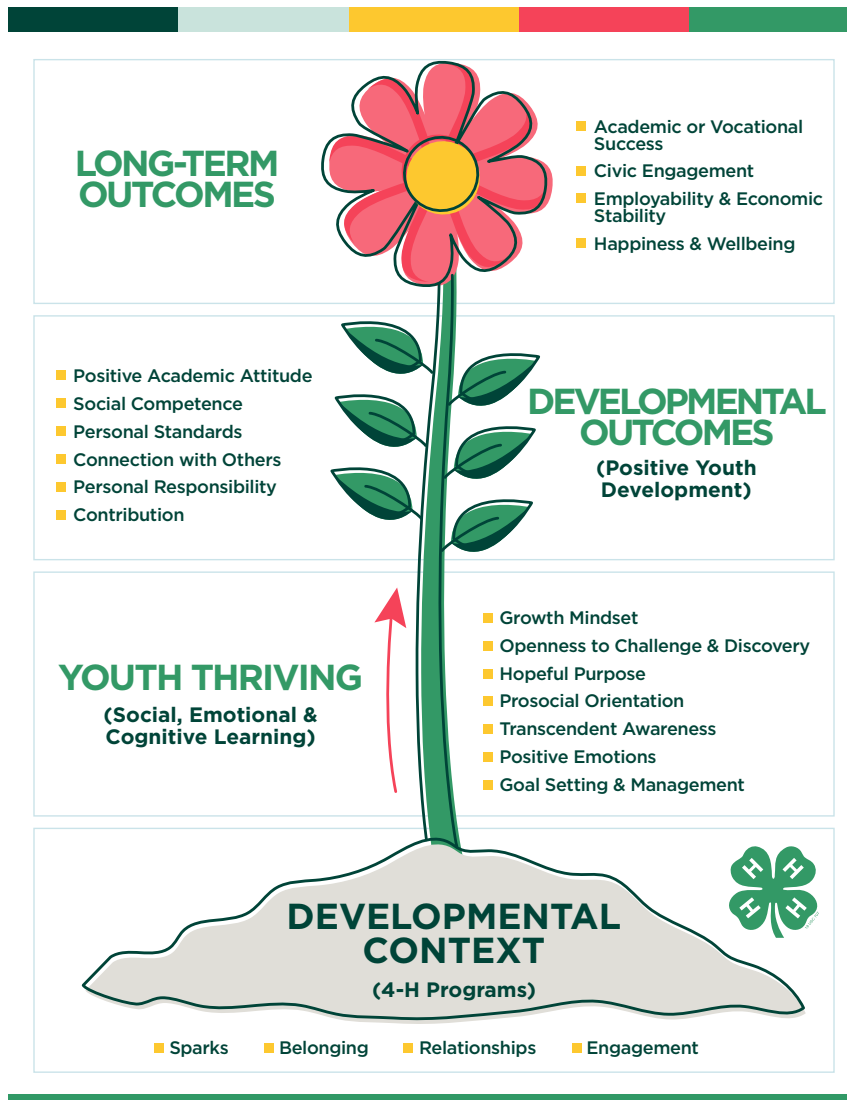 LONG-TERM
OUTCOMES
Academic or Vocational
Success
Civic Engagement
Employability & Economic
Stability
Happiness & Wellbeing
Positive Academic Attitude
Social Competence
Personal Standards
Connection with Others
Personal Responsibility
Contribution
DEVELOPMENTAL
OUTCOMES
(Positive Youth
Development)
YOUTH THRIVING
(Social, Emotional &
Cognitive Learning)
Growth Mindset
Openness to Challenge & Discovery
Hopeful Purpose
Prosocial Orientation
Transcendent Awareness
Positive Emotions
Goal Setting & Management
H H
H H
DEVELOPMENTAL
CONTEXT
(4-H Programs)
Sparks Belonging Relationships Engagement